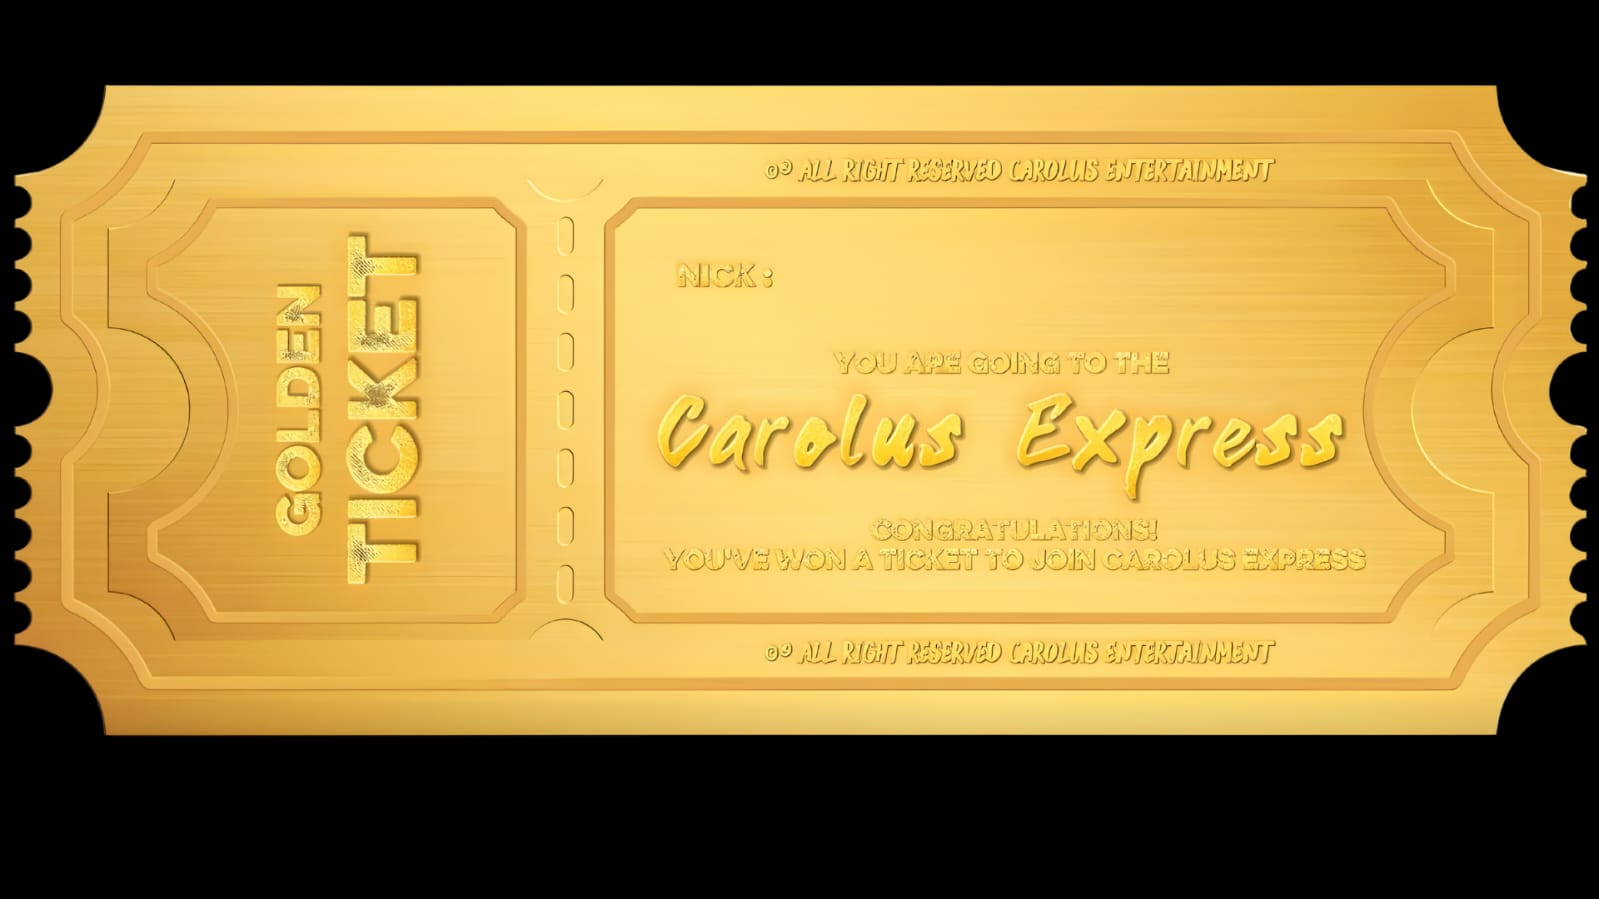 ©® ALL RIGHT RESERVED CAROLUS ENTERTAINMENT
GOLDEN
TICKET
NICK :
YOU ARE GOING TO THE
Carolus Express
CONGRATULATIONS!
YOU'VE WON A TICKET TO JOIN CAROLUS EXPRESS
©® ALL RIGHT RESERVED CAROLUS ENTERTAINMENT